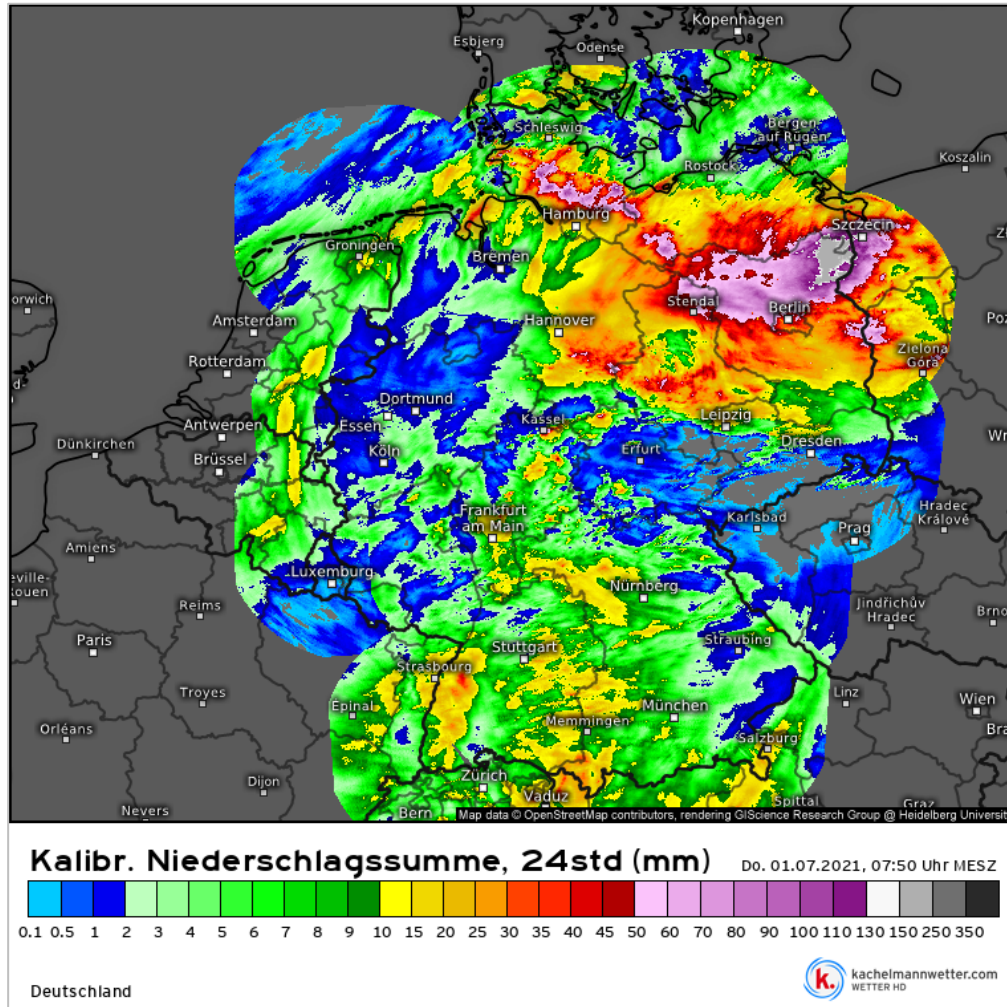 Kopenhagen
Esbjerg
Odense
Schleswig
Bergen
auf Rügen
Koszalin
Rostock
Hamburg
Szczecin
Groningen
Bremen
orwich
Stendal
Berlin
Amsterdam
Hannover
Poz
Rotterdam
Zielona
Góra
Dortmund
Antwerpen
Essen
Kassel
Leipzig
Dünkirchen
Dresden
Wr
Brüssel
Köln
Erfurt
Frankfurt
am Main
Karlsbad
Prag
Hradec
Králové
Amiens
Luxemburg
Nürnberg
eville-
Rouen
Reims
Jindřichův
Hradec
Brno
Paris
Stuttgart
Straubing
Strasbourg
Troyes
Epinal
München
Linz
Wien
Orléans
Memmingen
Bra
Salzburg
Dijon
Zürich
Vaduz
Nevers
Bern
Spittal
Graz
Map data © OpenStreetMap contributors, rendering GIScience Research Group @ Heidelberg Universit
Kalibr. Niederschlagssumme, 24std (mm)
Do. 01.07.2021, 07:50 Uhr MESZ
0.1 0.5 1 2 3 4 5 6 7 8 9 10 15 20 25 30 35 40 45 50 60 70 80 90 100 110 130 150 250 350
Deutschland
k.
kachelmannwetter.com
WETTER HD